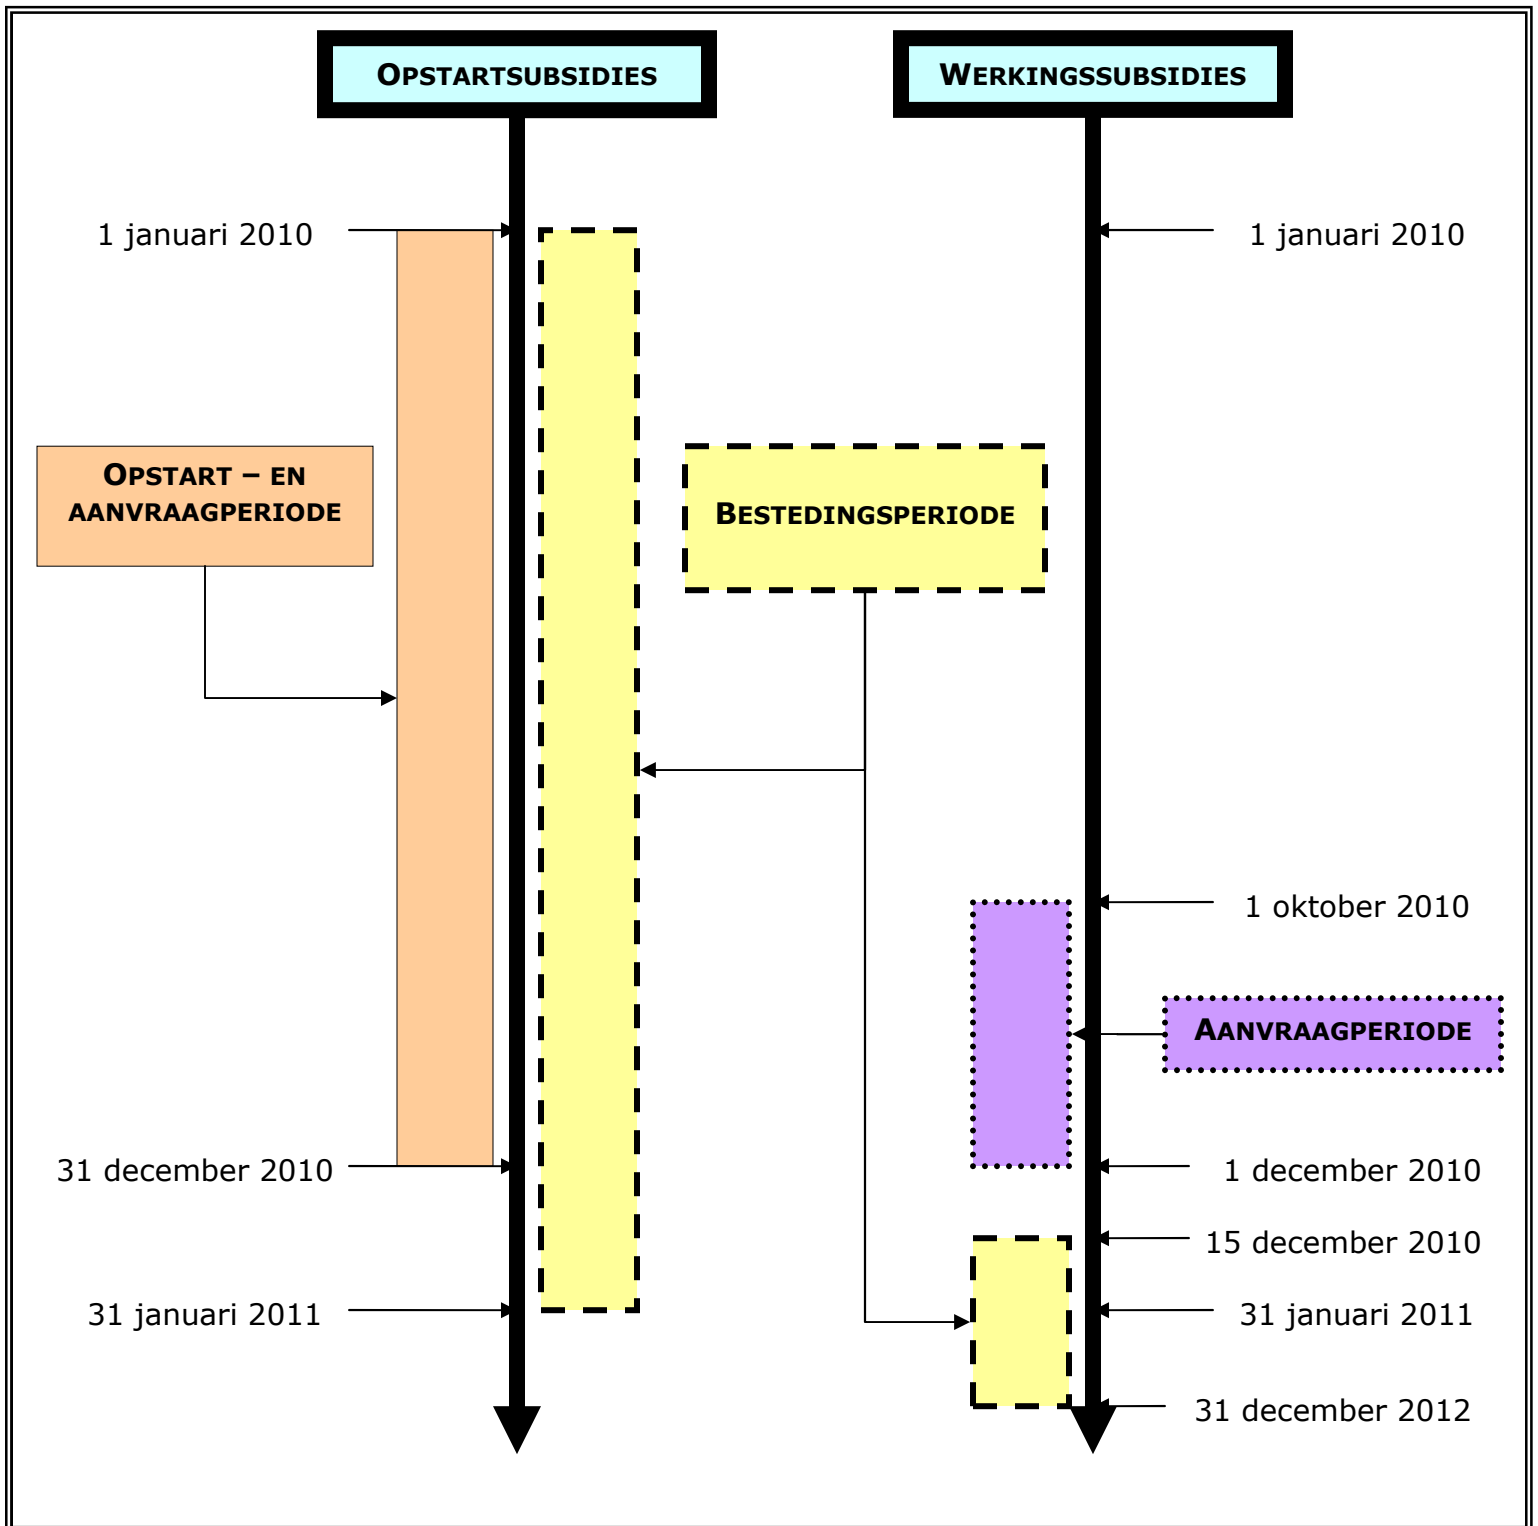 OPSTARTSUBSIDIES
WERKINGSSUBSIDIES
1 januari 2010
1 januari 2010
OPSTART – EN
AANVRAAGPERIODE
BESTEDINGSPERIODE
1 oktober 2010
AANVRAAGPERIODE
31 december 2010
1 december 2010
15 december 2010
31 januari 2011
31 januari 2011
31 december 2012